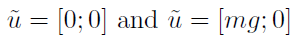 ũ = [0; 0] and ũ = [mg; 0]